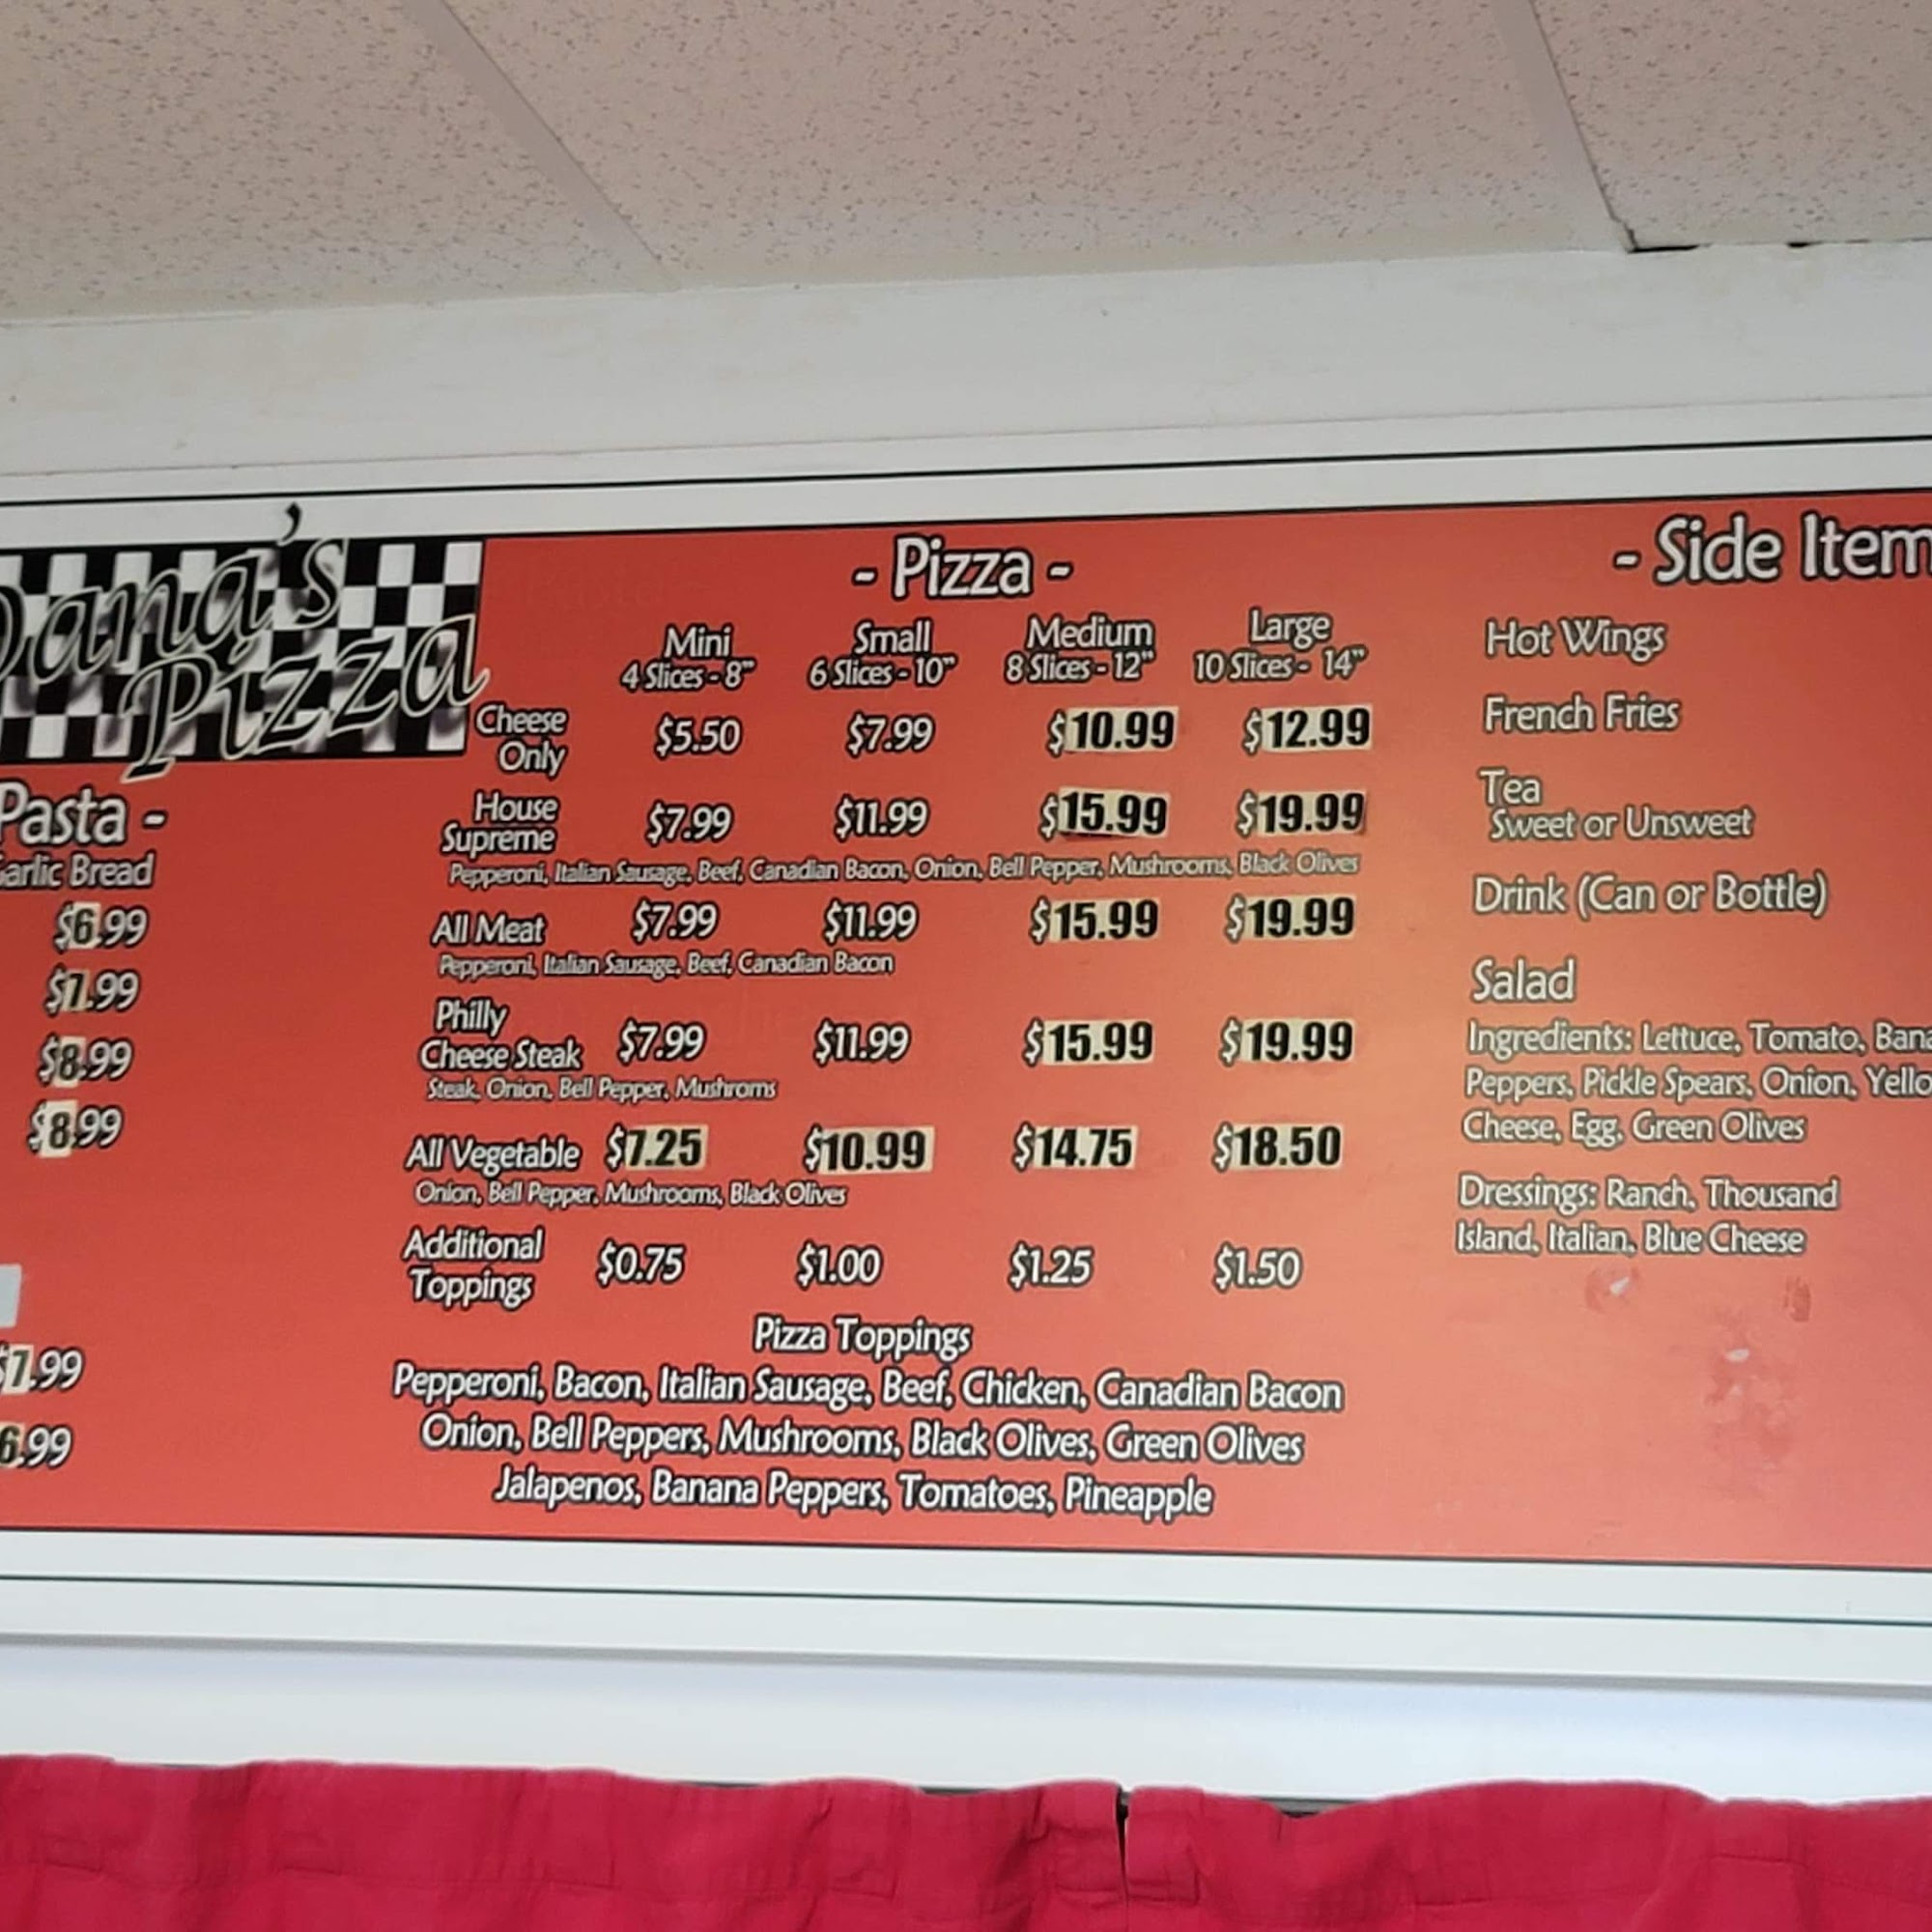 Dana's
Pizza
Pasta -
Garlic Bread
$6.99
$7.99
$8.99
$8.99
$7.99
6.99
- Pizza -
Mini Small Medium Large
4 Slices - 8" 6 Slices - 10" 8 Slices - 12" 10 Slices - 14"
Cheese
Only $5.50 $7.99 $10.99 $12.99
House
Supreme $7.99 $11.99 $15.99 $19.99
Pepperoni, Italian Sausage, Beef, Canadian Bacon, Onion, Bell Pepper, Mushrooms, Black Olives
All Meat $7.99 $11.99 $15.99 $19.99
Pepperoni, Italian Sausage, Beef, Canadian Bacon
Philly
Cheese Steak $7.99 $11.99 $15.99 $19.99
Steak, Onion, Bell Pepper, Mushroms
All Vegetable $7.25 $10.99 $14.75 $18.50
Onion, Bell Pepper, Mushrooms, Black Olives
Additional
Toppings $0.75 $1.00 $1.25 $1.50
Pizza Toppings
Pepperoni, Bacon, Italian Sausage, Beef, Chicken, Canadian Bacon
Onion, Bell Peppers, Mushrooms, Black Olives, Green Olives
Jalapenos, Banana Peppers, Tomatoes, Pineapple
- Side Item
Hot Wings
French Fries
Tea
Sweet or Unsweet
Drink (Can or Bottle)
Salad
Ingredients: Lettuce, Tomato, Bana
Peppers, Pickle Spears, Onion, Yello
Cheese, Egg, Green Olives
Dressings: Ranch, Thousand
Island, Italian, Blue Cheese